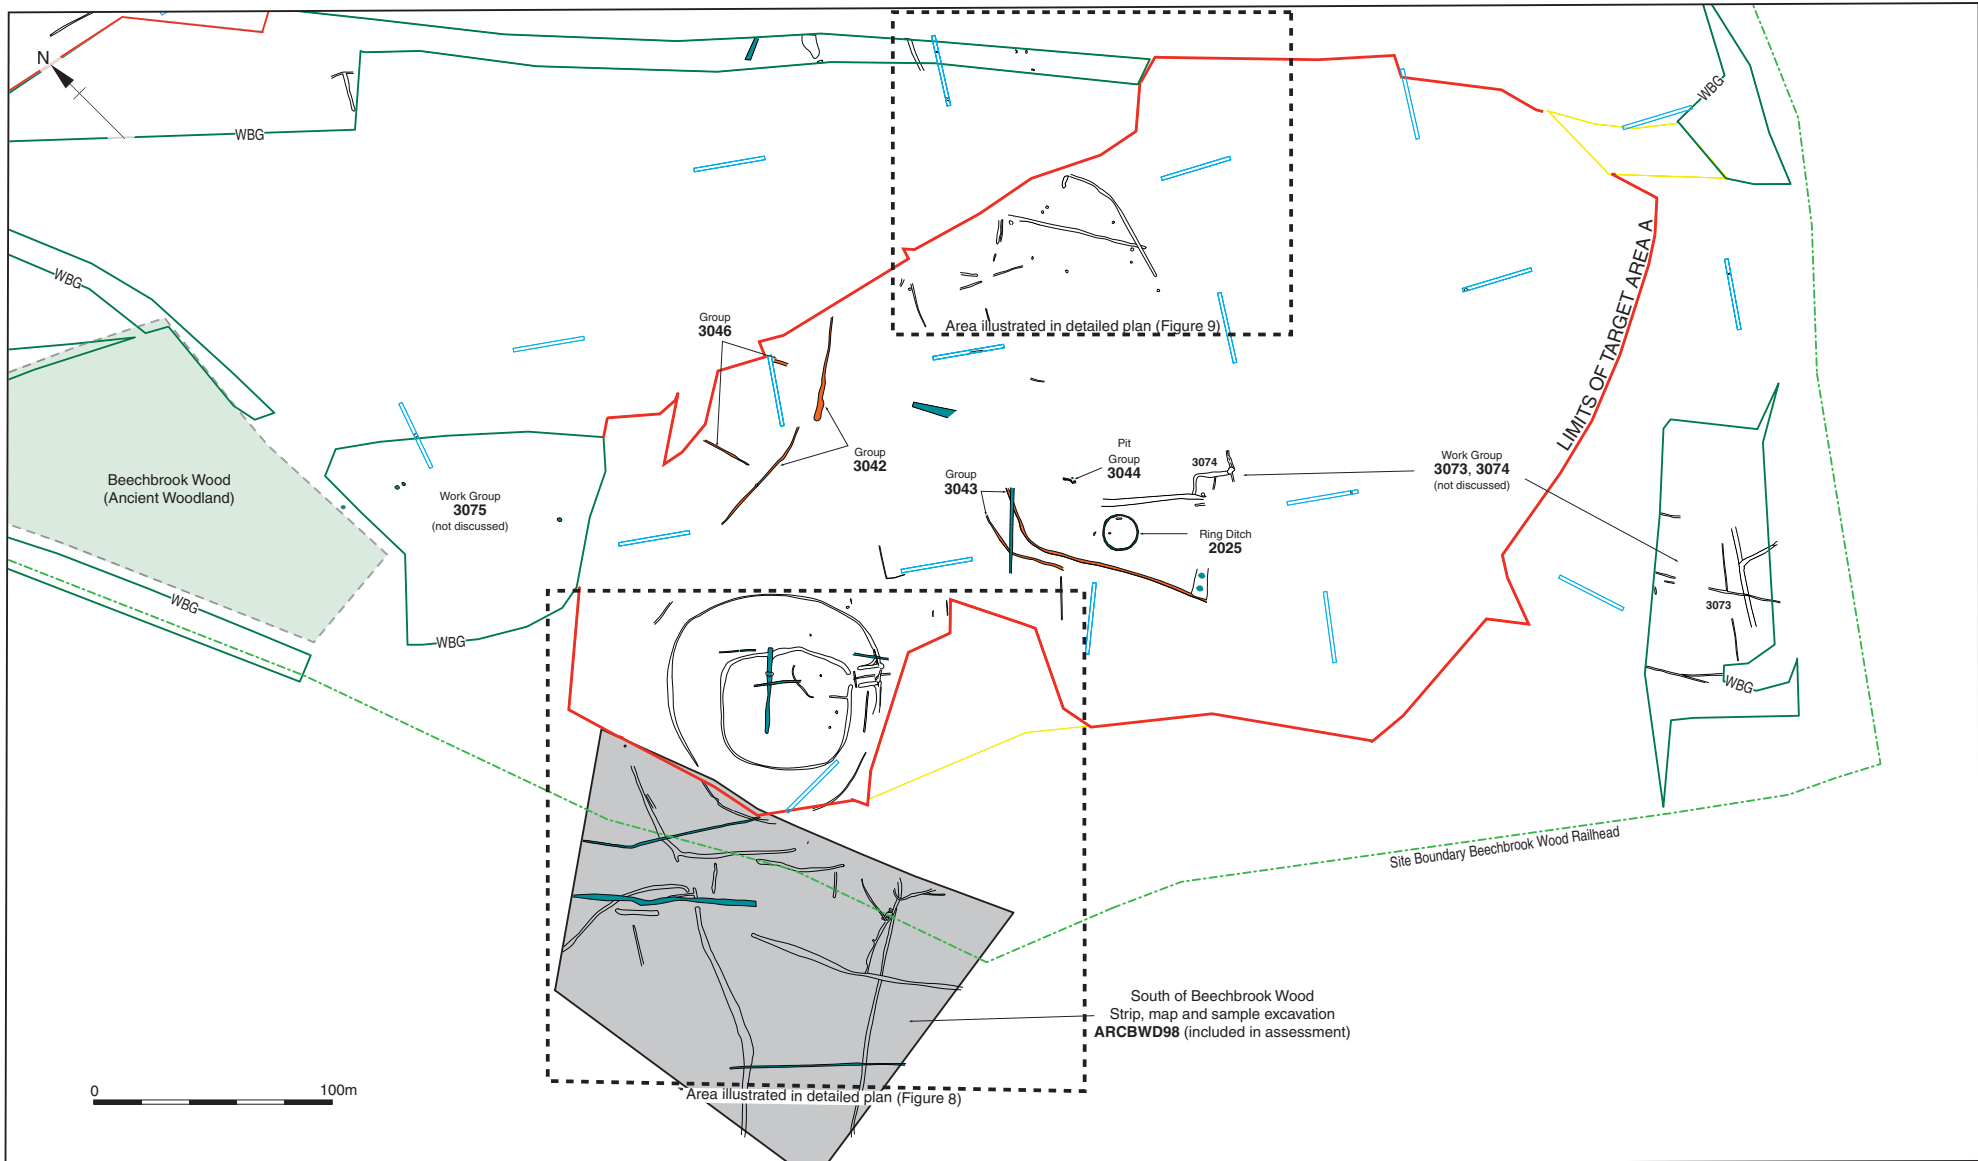 N
WBG
WBG
WBG
Area illustrated in detailed plan (Figure 9)
LIMITS OF TARGET AREA A
Group
3046
Group
3042
Beechbrook Wood
(Ancient Woodland)
Work Group
3075
(not discussed)
Group
3043
Pit
Group
3044
3074
Work Group
3073, 3074
(not discussed)
Ring Ditch
2025
WBG
WBG
3073
WBG
Site Boundary Beechbrook Wood Railhead
South of Beechbrook Wood
Strip, map and sample excavation
ARCBWD98 (included in assessment)
0 100m
Area illustrated in detailed plan (Figure 8)